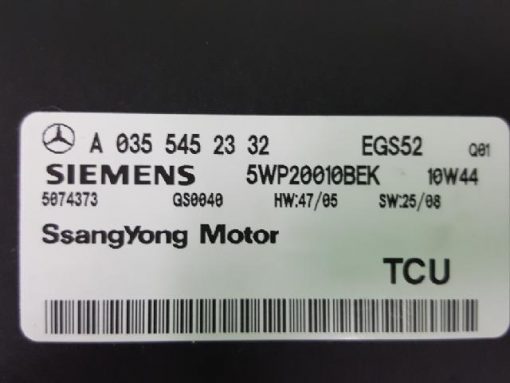 A 035 545 23 32 EGS52 Q01
SIEMENS 5WP20010BEK 10W44
5074373 GS0040 HW:47/05 SW:25/08
SsangYong Motor
TCU